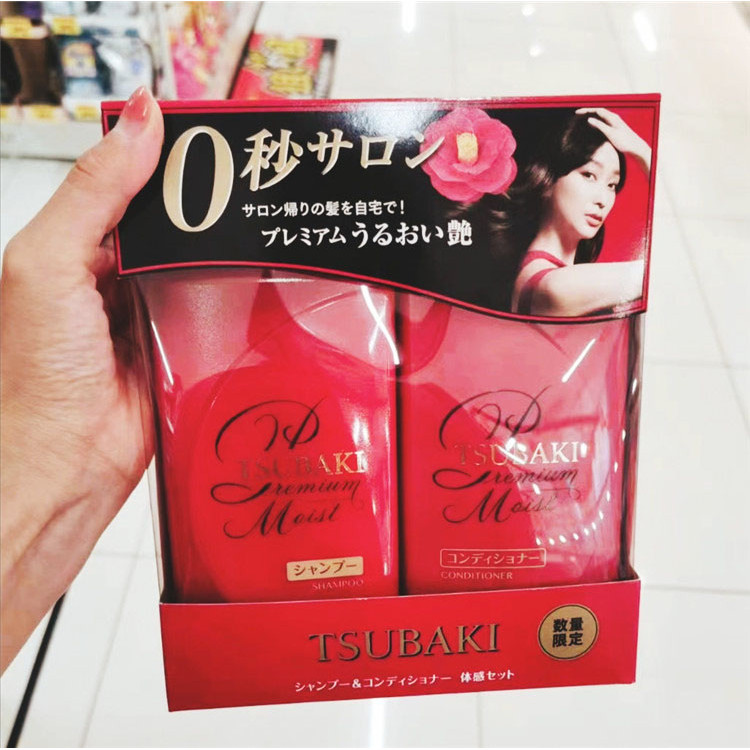 0秒サロン
サロン帰りの髪を自宅で!
プレミアムうるおい艶
TSUBAKI
Premium
Moist
シャンプー
SHAMPOO
TSUBAKI
Premium
Moist
コンディショナー
CONDITIONER
TSUBAKI
数量
限定
シャンプー&コンディショナー 体感セット